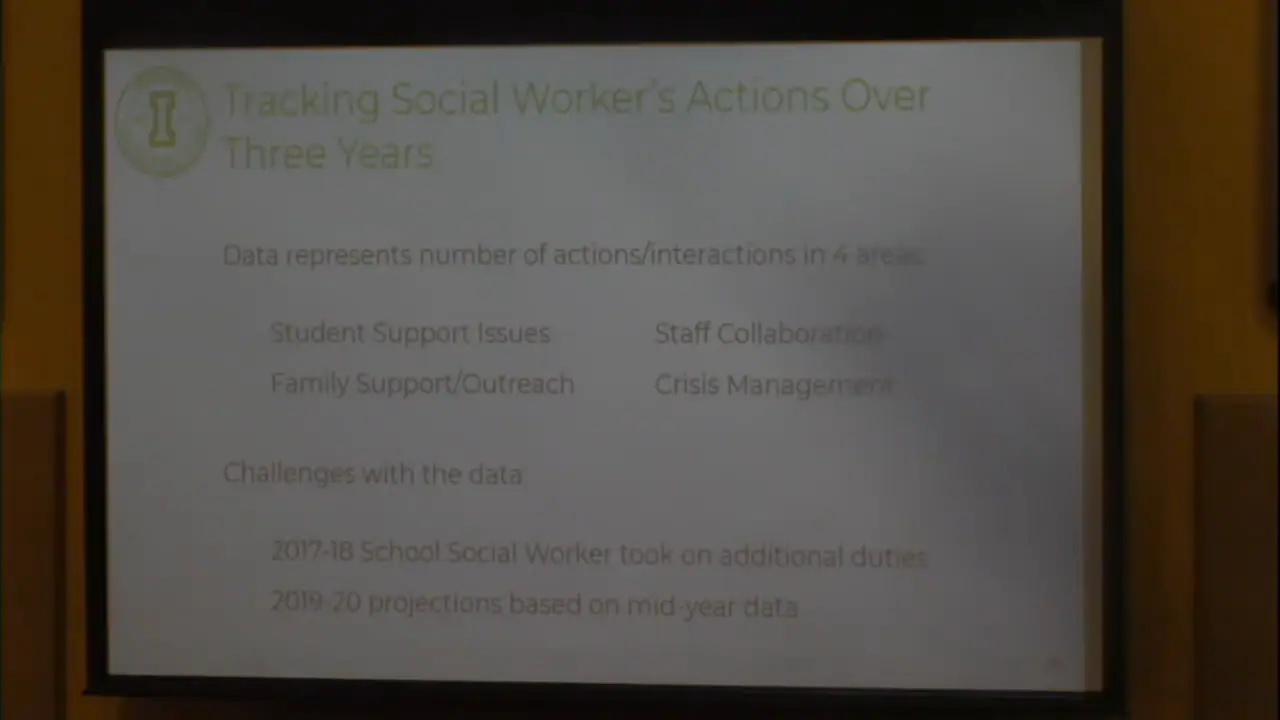 Tracking Social Worker's Actions Over
Three Years
Data represents number of actions/interactions in 4 areas:
Student Support Issues
Staff Collaboration
Family Support/Outreach
Crisis Management
Challenges with the data
2017-18 School Social Worker took on additional duties
2019-20 projections based on mid-year data